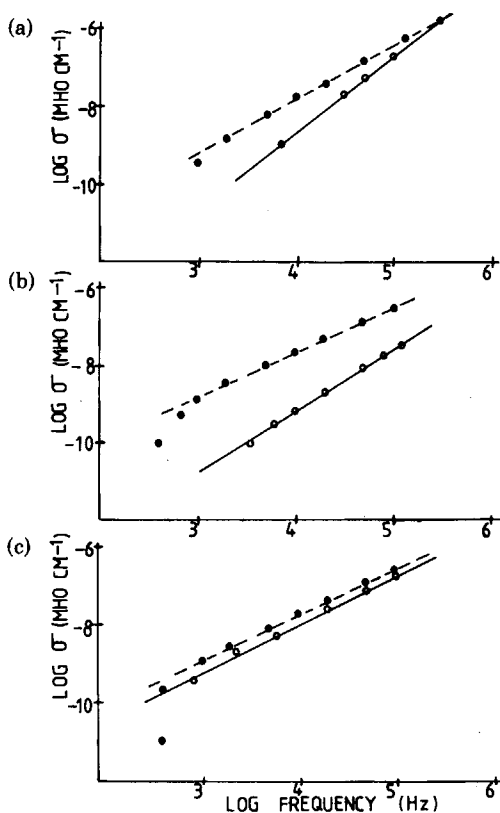 (a)
LOG σ (MHO CM⁻¹)
-6
-8
-10
3 4 5 6
(b)
LOG σ (MHO CM⁻¹)
-6
-8
-10
3 4 5 6
(c)
LOG σ (MHO CM⁻¹)
-6
-8
-10
3 4 5 6
LOG FREQUENCY (Hz)